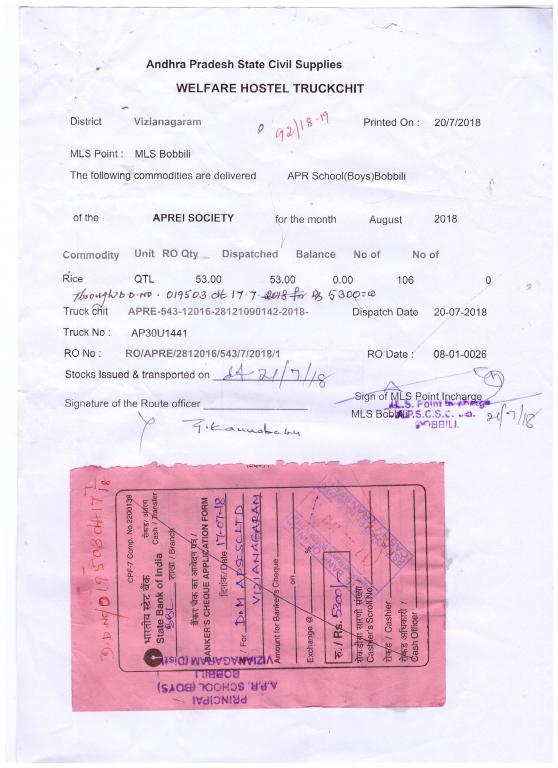 Andhra Pradesh State Civil Supplies
WELFARE HOSTEL TRUCKCHIT
District Vizianagaram 92/18-19 Printed On : 20/7/2018
MLS Point : MLS Bobbili
The following commodities are delivered APR School(Boys)Bobbili
of the APREI SOCIETY for the month August 2018
Commodity Unit RO Qty Dispatched Balance No of No of
Rice QTL 53.00 53.00 0.00 106 0
Through D.D.NO. 019503 dt 17.7.2018 for Rs 5300=00
Truck chit APRE-543-12016-28121090142-2018- Dispatch Date 20-07-2018
Truck No : AP30U1441
RO No : RO/APRE/2812016/543/7/2018/1 RO Date : 08-01-0026
Stocks Issued & transported on 21/7/18
Sign of MLS Point Incharge
Signature of the Route officer
M.L.S. Point
MLS Bobbili A.P.S.C.S.C. 21/7/18
BOBBILI.
D.D NO/019503 dt 17/7/18
CPF-7 Comp. No.2200139
भारतीय स्टेट बैंक रोकड़/ अंतरण
State Bank of India Cash / Transfer
शाखा / Branch
बैंकर चैक का आवेदन पत्र /
BANKER'S CHEQUE APPLICATION FORM
दिनांक/Date 17-07-18
/ For D.M APSCSC LTD
VIZIANAGARAM
Amount for Banker's Cheque
on
Exchange @ %
रु. / Rs. 5300/-
रोकड़िया सारणी संख्या /
Cashier's Scroll No.
रोकड़ / Cashier
रोकड़ अधिकारी /
Cash Officer
PRINCIPAL
A.P.R. SCHOOL (BOYS)
BOBBILI
VIZIANAGARAM (Dist)